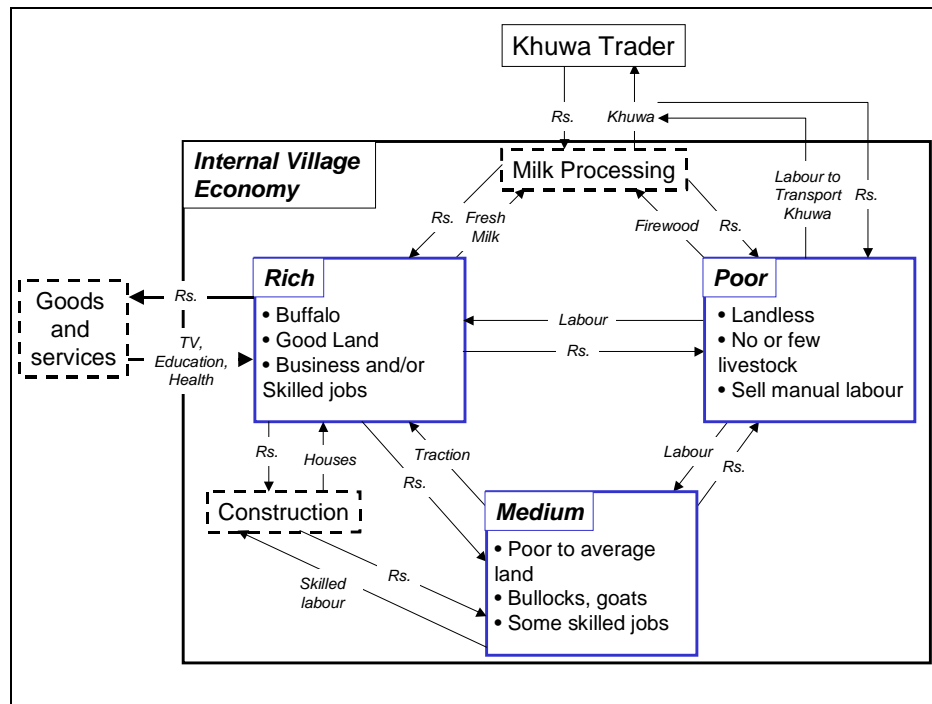 Khuwa Trader
Rs.
Khuwa
Internal Village
Economy
Milk Processing
Labour to
Transport
Khuwa
Rs.
Rs.
Fresh
Milk
Firewood
Rs.
Goods
and
services
Rs.
TV,
Education,
Health
Rich
• Buffalo
• Good Land
• Business and/or
Skilled jobs
Labour
Rs.
Poor
• Landless
• No or few
livestock
• Sell manual labour
Rs.
Houses
Traction
Rs.
Labour
Rs.
Construction
Skilled
labour
Rs.
Medium
• Poor to average
land
• Bullocks, goats
• Some skilled jobs